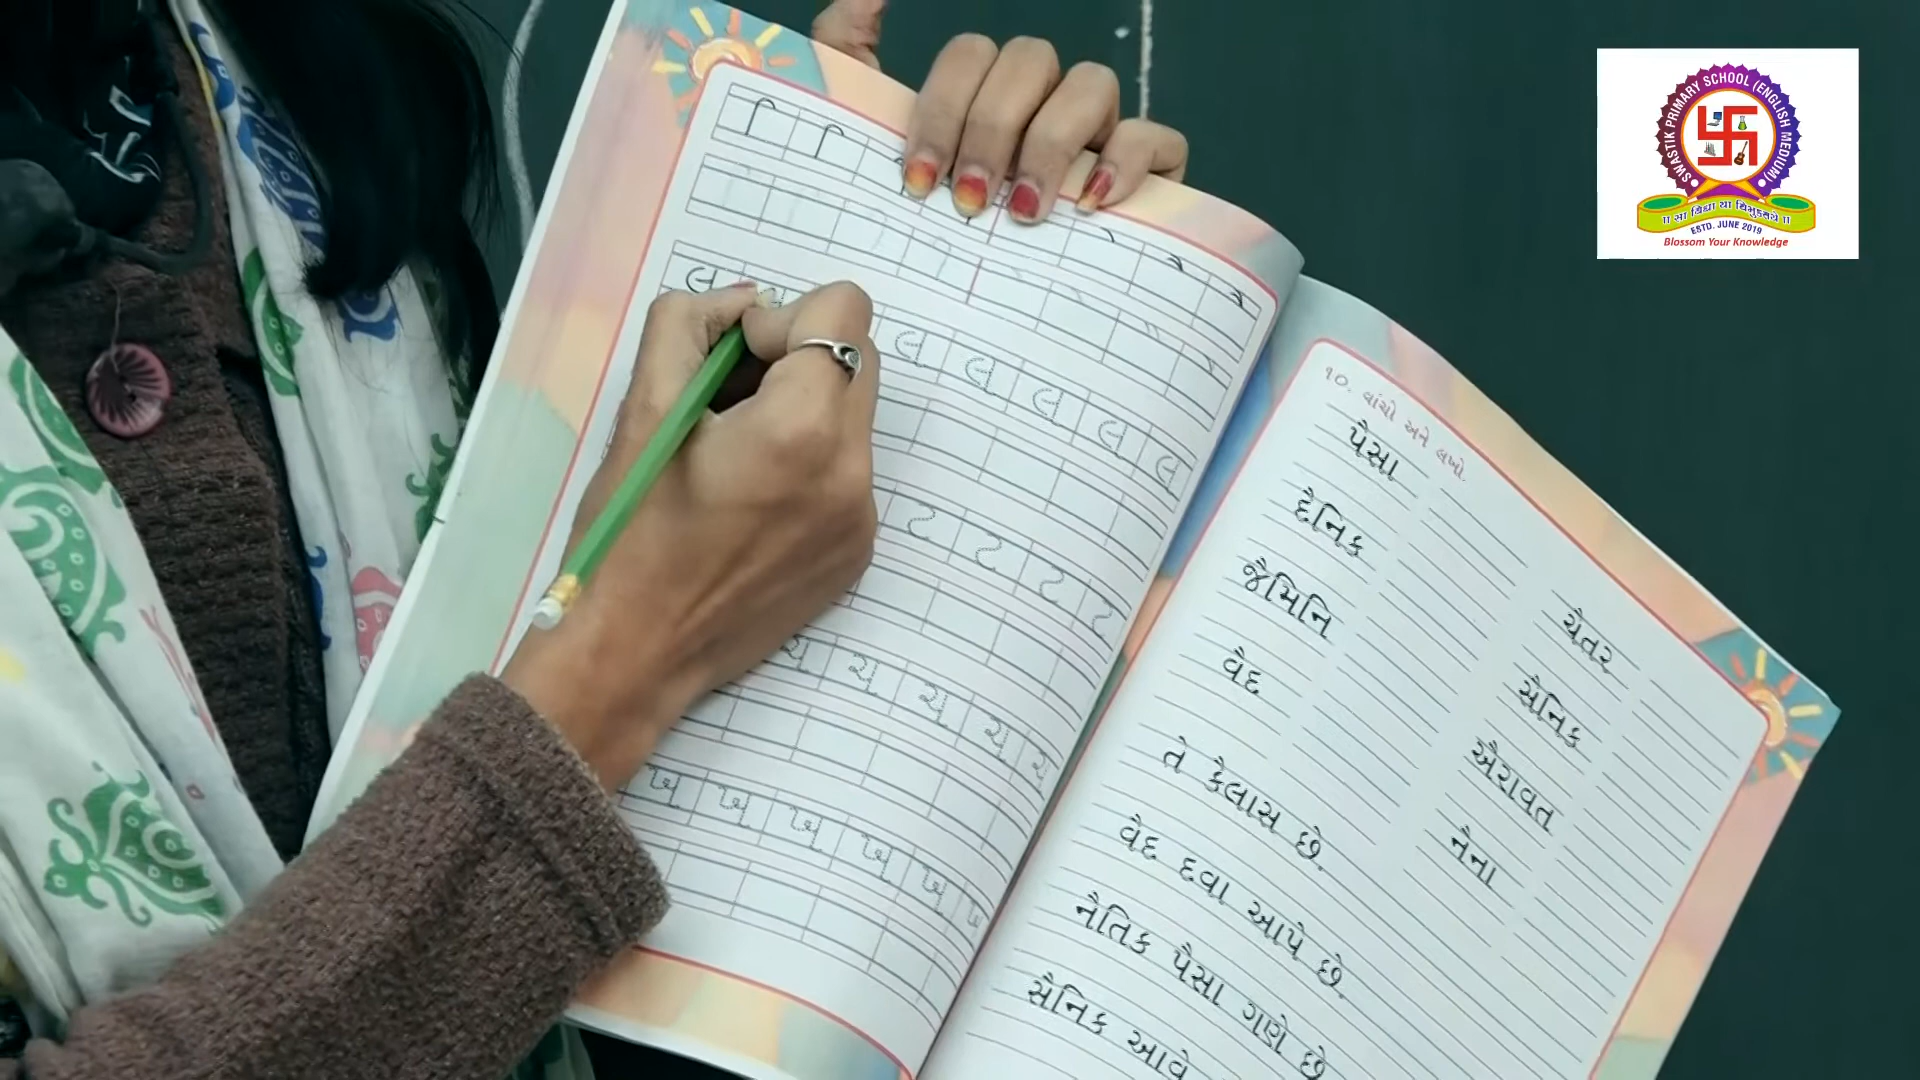 િ િ
લ લ લ લ લ લ લ
ટ ટ ટ ટ
અ અ અ અ અ
ખ ખ ખ ખ ખ ખ
૧૦. વાંચો અને લખો.
પૈસા
દૈનિક
જૈમિનિ
વૈદ
ચૈતર
સૈનિક
ઐરાવત
નૈના
તે કૈલાસ છે.
વૈદ દવા આપે છે.
નૈતિક પૈસા ગણે છે
સૈનિક આવે
SWASTIK PRIMARY SCHOOL (ENGLISH MEDIUM)
॥ સા વિદ્યા યા વિમુક્તયે ॥
ESTD. JUNE 2019
Blossom Your Knowledge